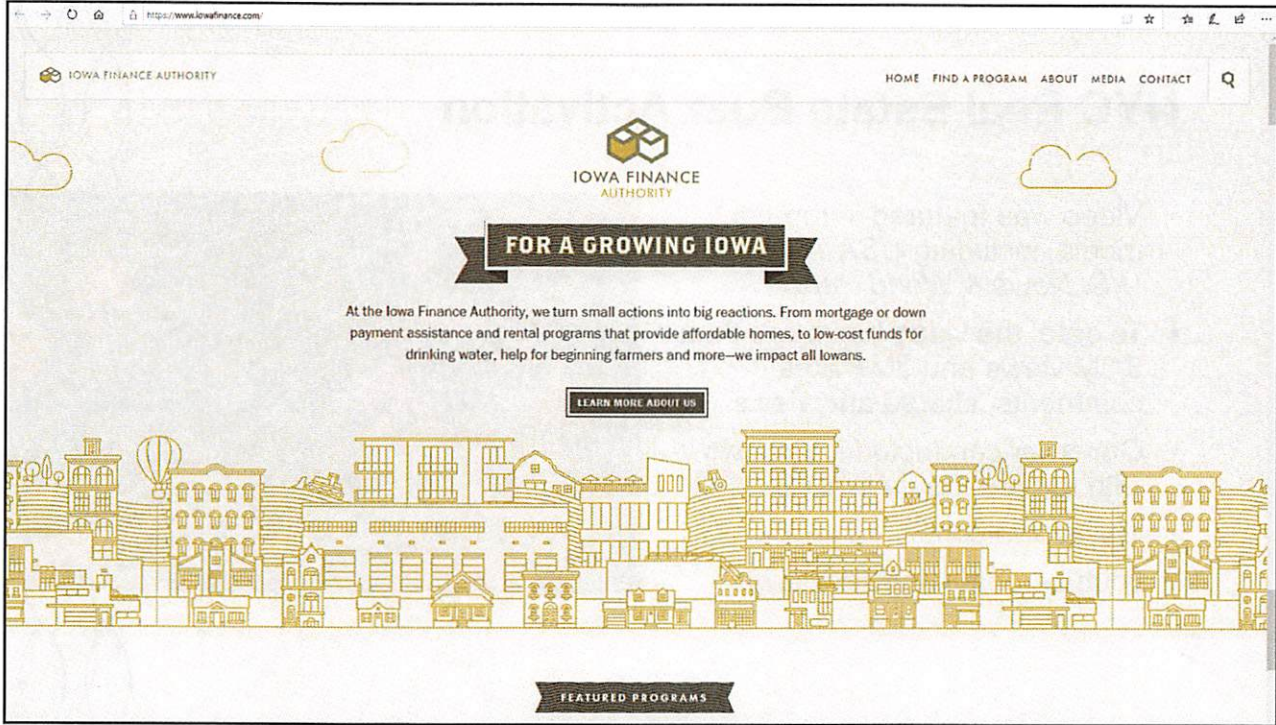 https://www.iowafinance.com/
IOWA FINANCE AUTHORITY
HOME FIND A PROGRAM ABOUT MEDIA CONTACT
IOWA FINANCE
AUTHORITY
FOR A GROWING IOWA
At the Iowa Finance Authority, we turn small actions into big reactions. From mortgage or down
payment assistance and rental programs that provide affordable homes, to low-cost funds for
drinking water, help for beginning farmers and more—we impact all Iowans.
LEARN MORE ABOUT US
FEATURED PROGRAMS